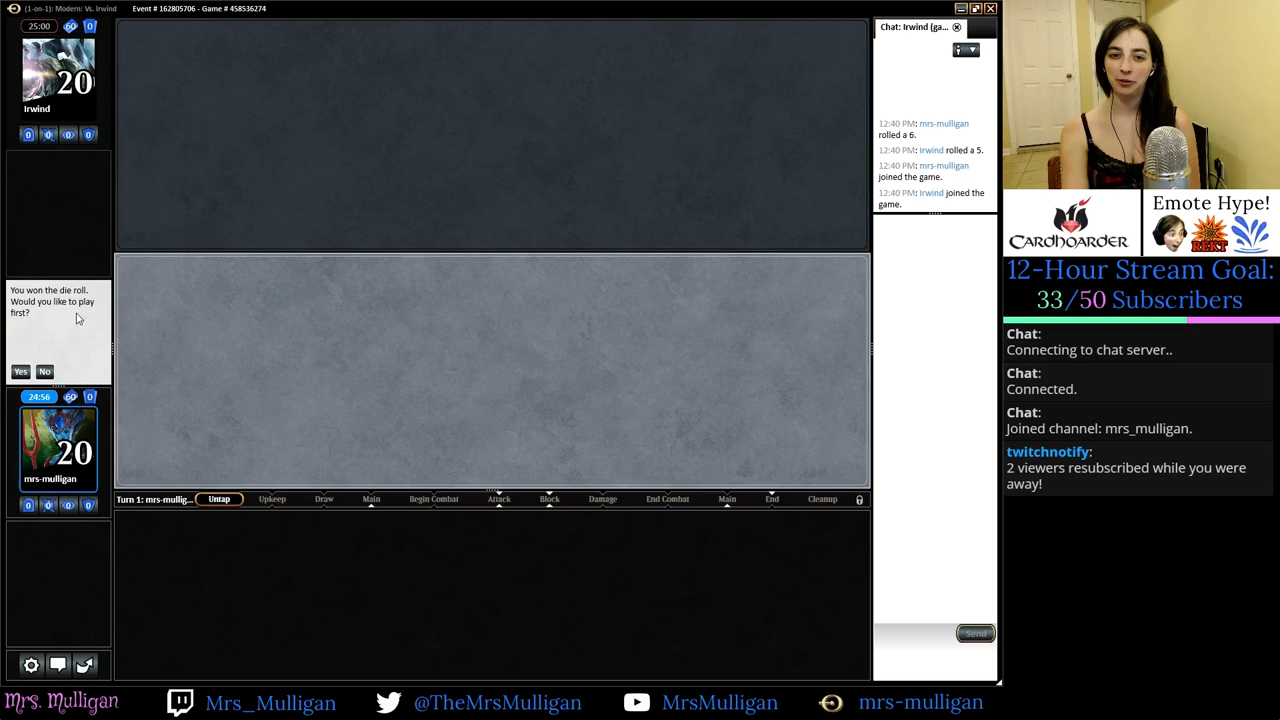 (1-on-1): Modern: Vs. Irwind
Event # 162805706 - Game # 458536274
25:00
60
0
20
Irwind
0
0
0
0
You won the die roll.
Would you like to play
first?
Yes
No
24:56
60
0
20
mrs-mulligan
0
0
0
0
Turn 1: mrs-mullig...
Untap
Upkeep
Draw
Main
Begin Combat
Attack
Block
Damage
End Combat
Main
End
Cleanup
Chat: Irwind (ga...
12:40 PM: mrs-mulligan
rolled a 6.
12:40 PM: Irwind rolled a 5.
12:40 PM: mrs-mulligan
joined the game.
12:40 PM: Irwind joined the
game.
Send
CARDHOARDER
Emote Hype!
REKT
12-Hour Stream Goal:
33/50 Subscribers
Chat:
Connecting to chat server..
Chat:
Connected.
Chat:
Joined channel: mrs_mulligan.
twitchnotify:
2 viewers resubscribed while you were
away!
Mrs. Mulligan
Mrs_Mulligan
@TheMrsMulligan
MrsMulligan
mrs-mulligan